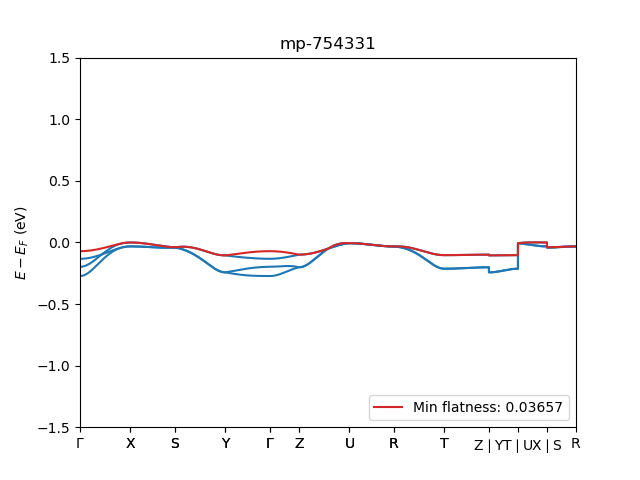 mp-754331
1.5
1.0
0.5
0.0
−0.5
−1.0
−1.5
E − E_F (eV)
Min flatness: 0.03657
Γ X S Y Γ Z U R T Z | YT | UX | S R